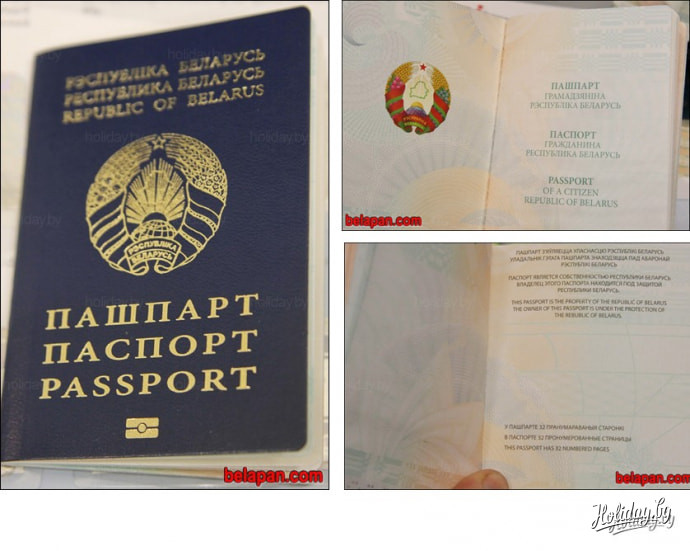 РЭСПУБЛІКА БЕЛАРУСЬ
РЕСПУБЛИКА БЕЛАРУСЬ
REPUBLIC OF BELARUS
РЭСПУБЛІКА
БЕЛАРУСЬ
ПАШПАРТ
ПАСПОРТ
PASSPORT
belapan.com
ПАШПАРТ
ГРАМАДЗЯНІНА
РЭСПУБЛІКІ БЕЛАРУСЬ
ПАСПОРТ
ГРАЖДАНИНА
РЕСПУБЛИКИ БЕЛАРУСЬ
PASSPORT
OF A CITIZEN
REPUBLIC OF BELARUS
belapan.com
ПАШПАРТ З'ЯЎЛЯЕЦЦА ЎЛАСНАСЦЮ РЭСПУБЛІКІ БЕЛАРУСЬ
УЛАДАЛЬНІК ГЭТАГА ПАШПАРТА ЗНАХОДЗІЦЦА ПАД АХОВАЙ
РЭСПУБЛІКІ БЕЛАРУСЬ
ПАСПОРТ ЯВЛЯЕТСЯ СОБСТВЕННОСТЬЮ РЕСПУБЛИКИ БЕЛАРУСЬ
ВЛАДЕЛЕЦ ЭТОГО ПАСПОРТА НАХОДИТСЯ ПОД ЗАЩИТОЙ
РЕСПУБЛИКИ БЕЛАРУСЬ.
THIS PASSPORT IS THE PROPERTY OF THE REPUBLIC OF BELARUS
THE OWNER OF THIS PASSPORT IS UNDER THE PROTECTION OF
THE REPUBLIC OF BELARUS.
У ПАШПАРЦЕ 32 ПРАНУМАРАВАНЫЯ СТАРОНКІ
В ПАСПОРТЕ 32 ПРОНУМЕРОВАННЫЕ СТРАНИЦЫ
THIS PASSPORT HAS 32 NUMBERED PAGES
belapan.com
Holiday.by